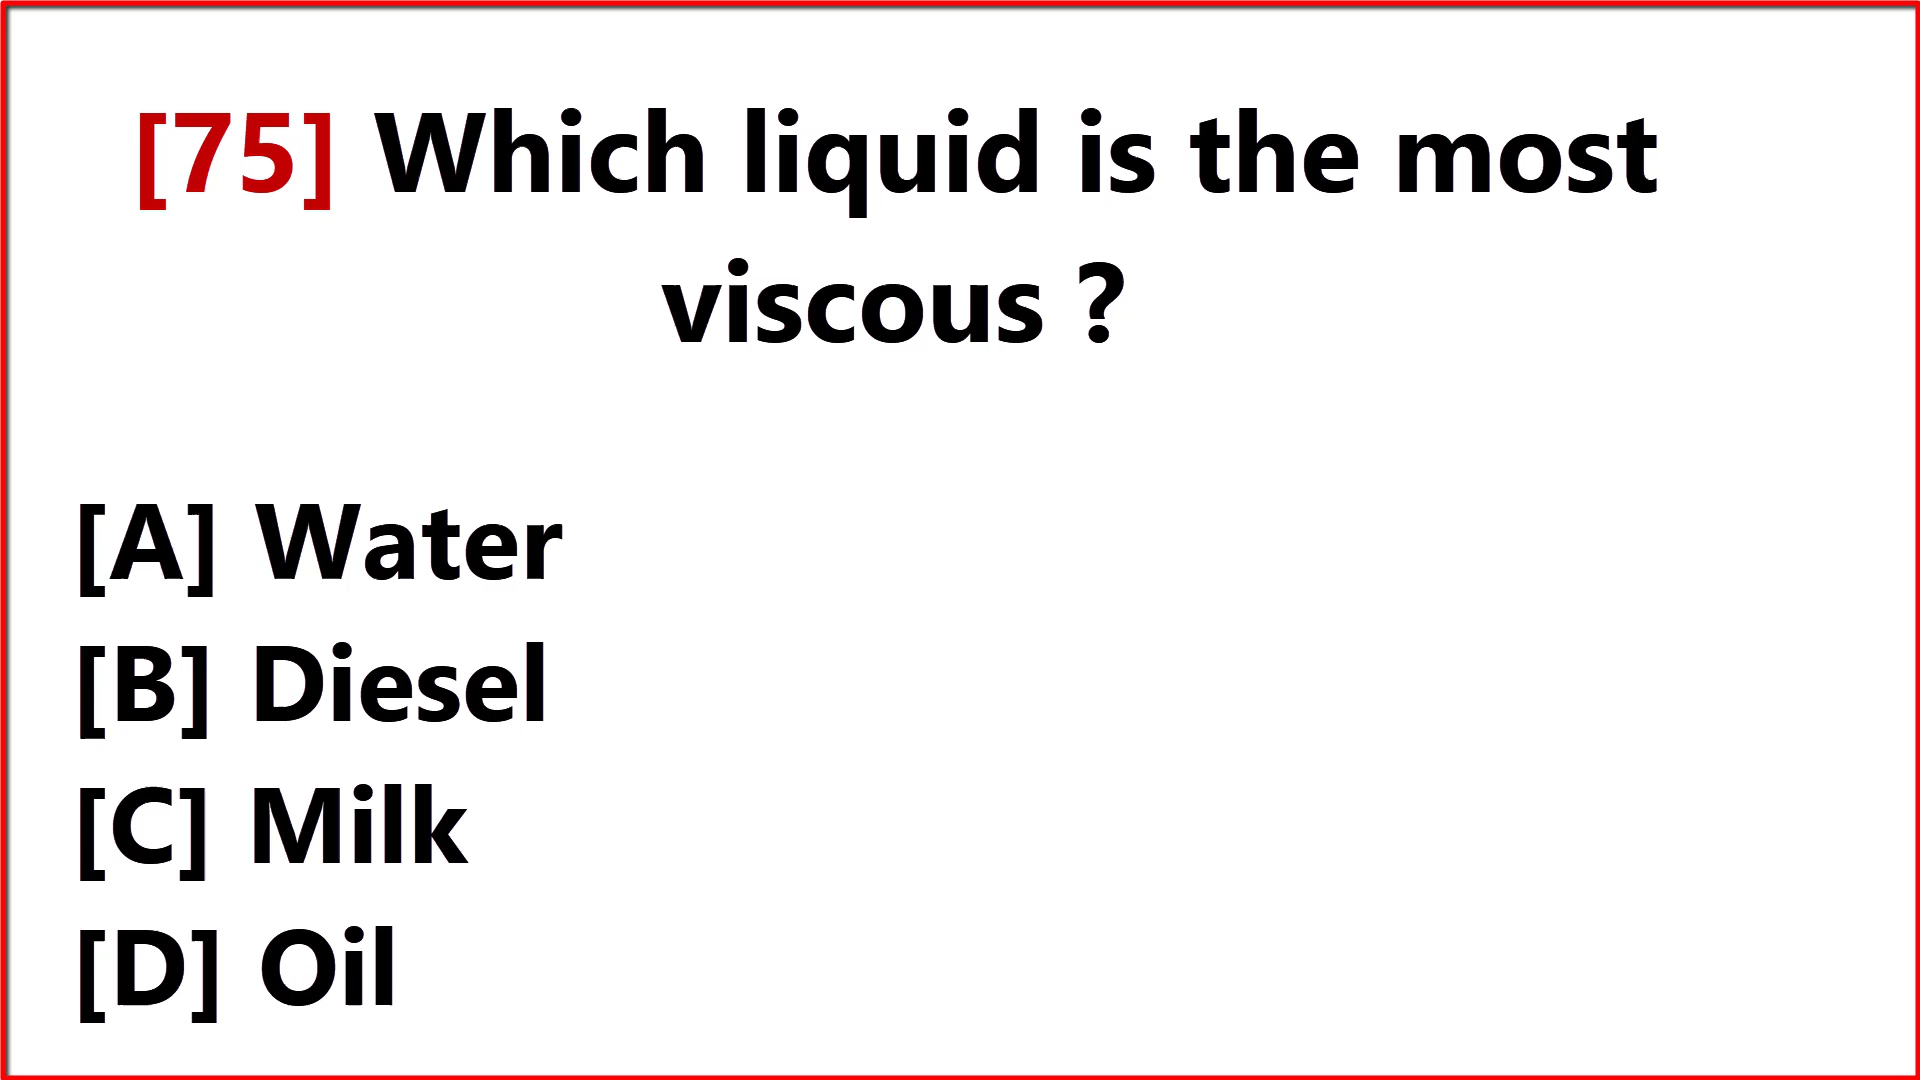 [75] Which liquid is the most
viscous ?
[A] Water
[B] Diesel
[C] Milk
[D] Oil